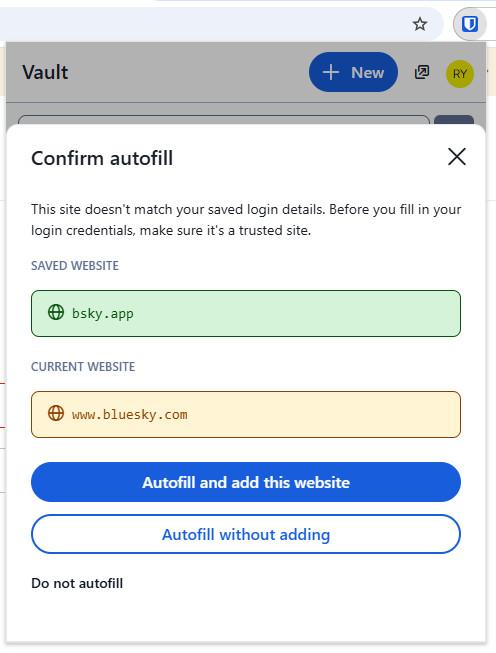 Vault
New
RY
Confirm autofill
This site doesn't match your saved login details. Before you fill in your
login credentials, make sure it's a trusted site.
SAVED WEBSITE
bsky.app
CURRENT WEBSITE
www.bluesky.com
Autofill and add this website
Autofill without adding
Do not autofill